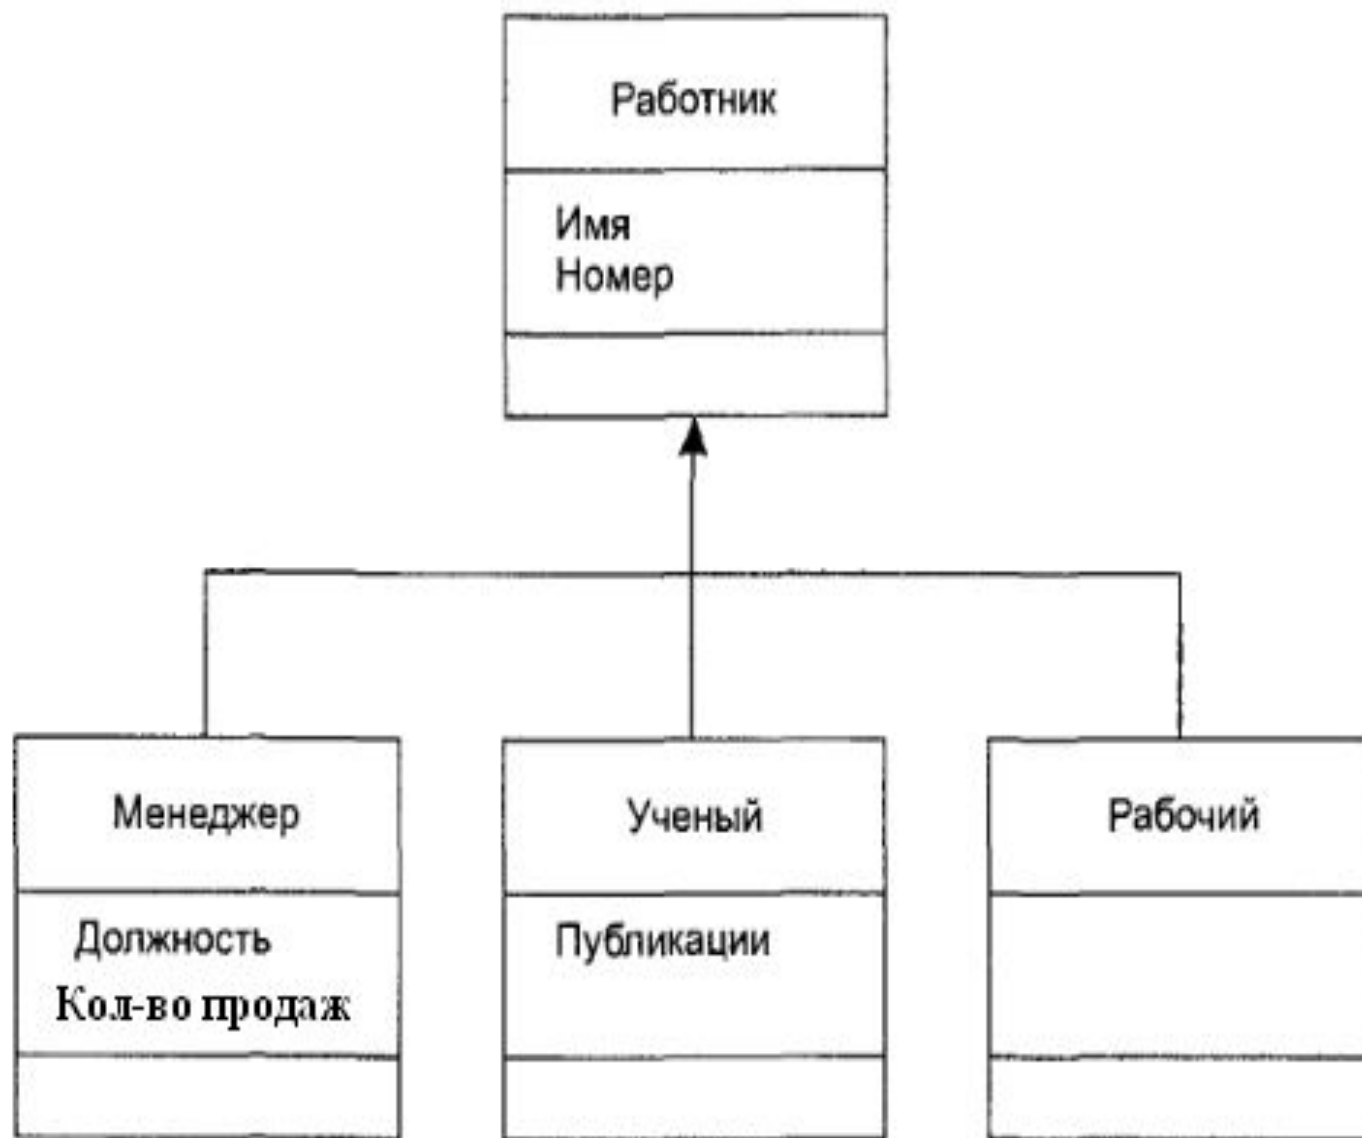 Работник
Имя
Номер
Менеджер
Должность
Кол-во продаж
Ученый
Публикации
Рабочий